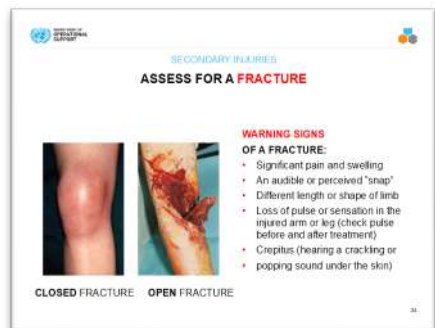 OPERATIONAL
SUPPORT
SECONDARY INJURIES
ASSESS FOR A FRACTURE
WARNING SIGNS
OF A FRACTURE:
• Significant pain and swelling
• An audible or perceived "snap"
• Different length or shape of limb
• Loss of pulse or sensation in the
injured arm or leg (check pulse
before and after treatment)
• Crepitus (hearing a crackling or
• popping sound under the skin)
CLOSED FRACTURE OPEN FRACTURE